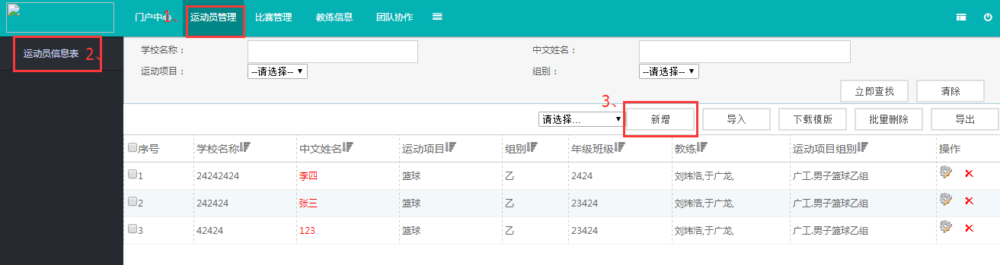 门户中心 1、 运动员管理 比赛管理 教练信息 团队协作
运动员信息表 2、
学校名称： 中文姓名：
运动项目： --请选择-- 组别： --请选择--
立即查找 清除
3、
请选择... 新增 导入 下载模版 批量删除 导出
序号 学校名称 中文姓名 运动项目 组别 年级班级 教练 运动项目组别 操作
1 24242424 李四 篮球 乙 2424 刘炜浩,于广龙, 广工.男子篮球乙组
2 242424 张三 篮球 乙 23424 刘炜浩,于广龙, 广工.男子篮球乙组
3 42424 123 篮球 乙 23424 刘炜浩,于广龙, 广工.男子篮球乙组